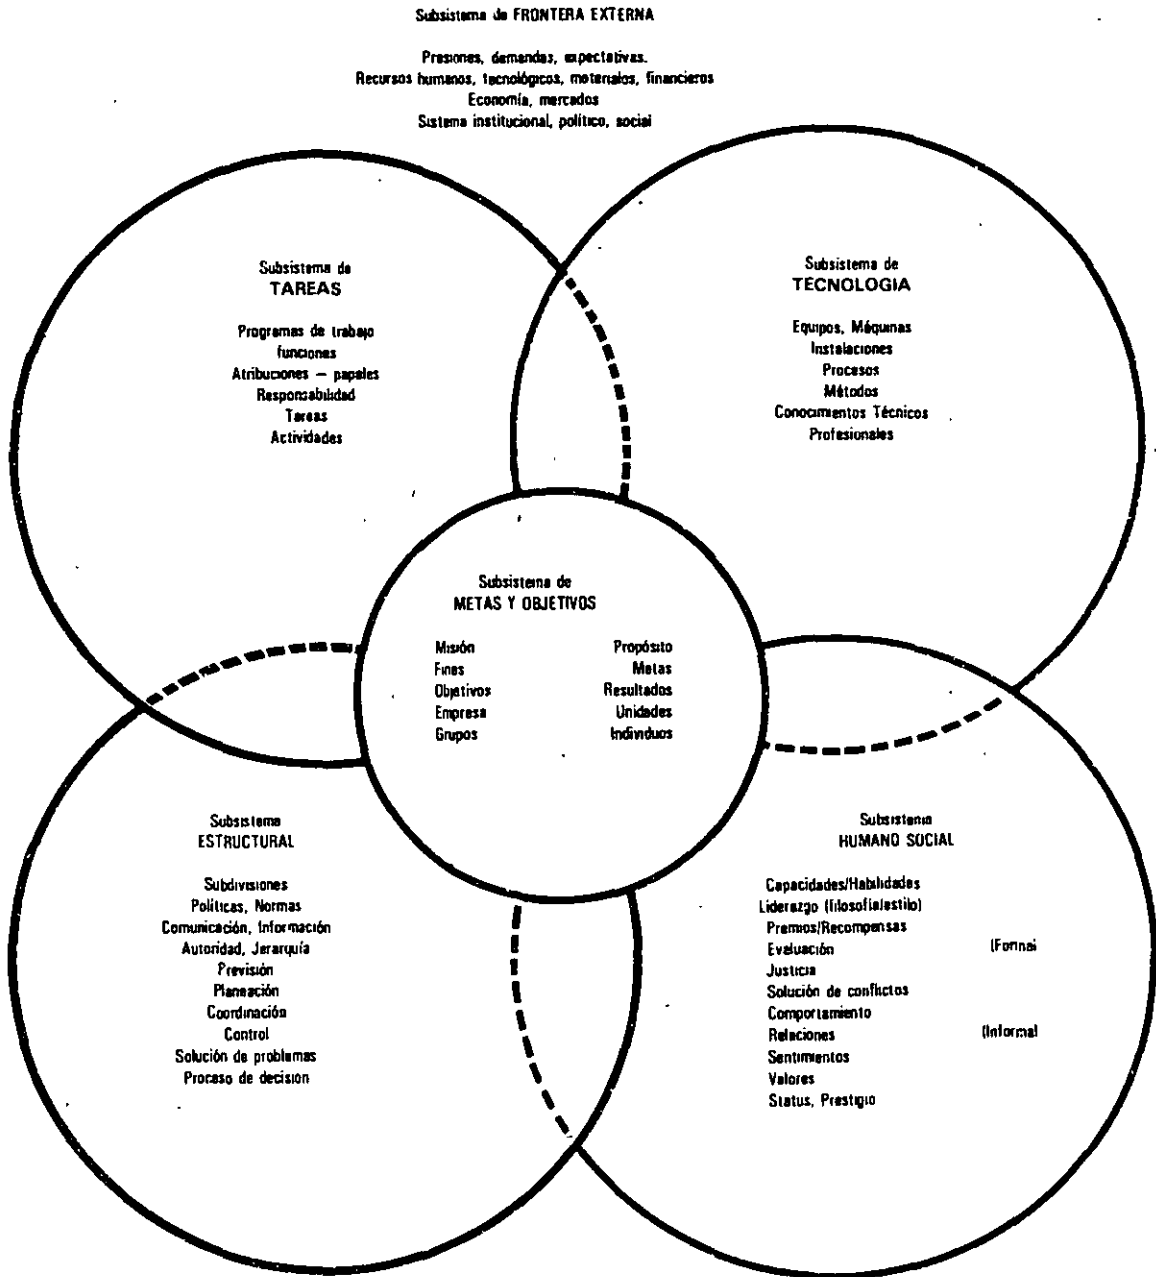 Subsistema de FRONTERA EXTERNA
Presiones, demandas, expectativas.
Recursos humanos, tecnológicos, materiales, financieros
Economía, mercados
Sistema institucional, político, social
Subsistema de
TAREAS
Programas de trabajo
funciones
Atribuciones — papeles
Responsabilidad
Tareas
Actividades
Subsistema de
TECNOLOGIA
Equipos, Máquinas
Instalaciones
Procesos
Métodos
Conocimientos Técnicos
Profesionales
Subsistema de
METAS Y OBJETIVOS
Misión
Fines
Objetivos
Empresa
Grupos
Propósito
Metas
Resultados
Unidades
Individuos
Subsistema
ESTRUCTURAL
Subdivisiones
Políticas, Normas
Comunicación, Información
Autoridad, Jerarquía
Previsión
Planeación
Coordinación
Control
Solución de problemas
Proceso de decision
Subsistema
HUMANO SOCIAL
Capacidades/Habilidades
Liderazgo (filosofía/estilo)
Premios/Recompensas
Evaluación (Formal
Justicia
Solución de conflictos
Comportamiento
Relaciones (Informal
Sentimientos
Valores
Status, Prestigio